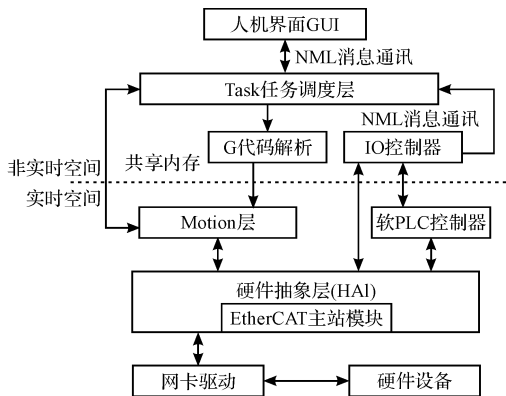 人机界面GUI
NML消息通讯
Task任务调度层
NML消息通讯
G代码解析
IO控制器
共享内存
非实时空间
实时空间
Motion层
软PLC控制器
硬件抽象层(HAl)
EtherCAT主站模块
网卡驱动
硬件设备